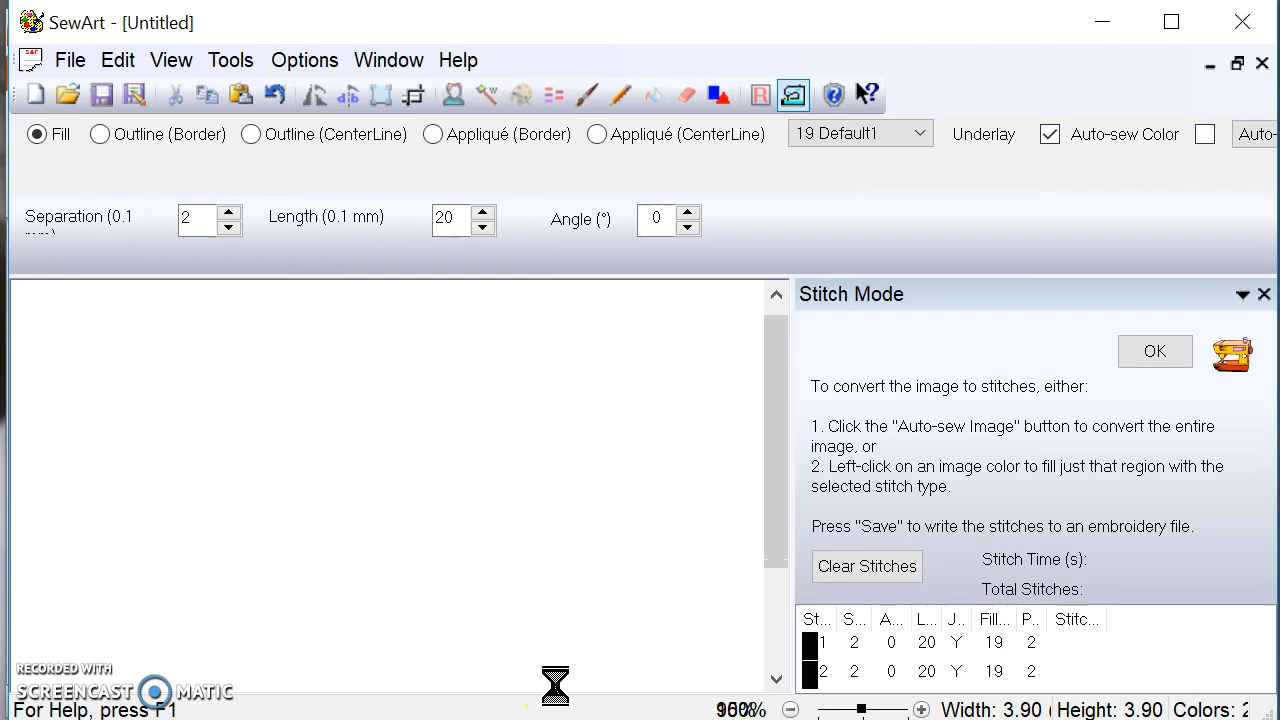 SewArt - [Untitled]
File Edit View Tools Options Window Help
Fill Outline (Border) Outline (CenterLine) Appliqué (Border) Appliqué (CenterLine) 19 Default1 Underlay Auto-sew Color Auto-
Separation (0.1 2 Length (0.1 mm) 20 Angle (°) 0
Stitch Mode
OK
To convert the image to stitches, either:
1. Click the "Auto-sew Image" button to convert the entire
image, or
2. Left-click on an image color to fill just that region with the
selected stitch type.
Press "Save" to write the stitches to an embroidery file.
Clear Stitches
Stitch Time (s):
Total Stitches:
St... S... A... L... J.. Fill... P.. Stitc...
1 2 0 20 Y 19 2
2 2 0 20 Y 19 2
RECORDED WITH
SCREENCAST MATIC
For Help, press F1
Width: 3.90 Height: 3.90 Colors: 2